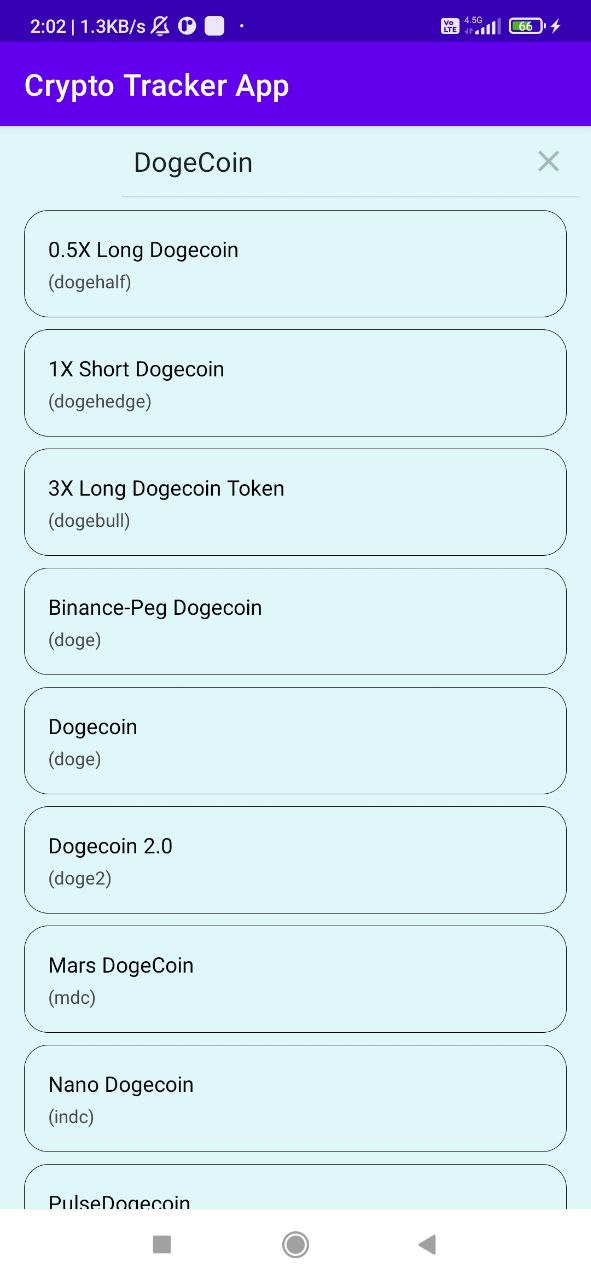 2:02 | 1.3KB/s
Vo LTE 4.5G 66
Crypto Tracker App
DogeCoin
0.5X Long Dogecoin
(dogehalf)
1X Short Dogecoin
(dogehedge)
3X Long Dogecoin Token
(dogebull)
Binance-Peg Dogecoin
(doge)
Dogecoin
(doge)
Dogecoin 2.0
(doge2)
Mars DogeCoin
(mdc)
Nano Dogecoin
(indc)
PulseDogecoin